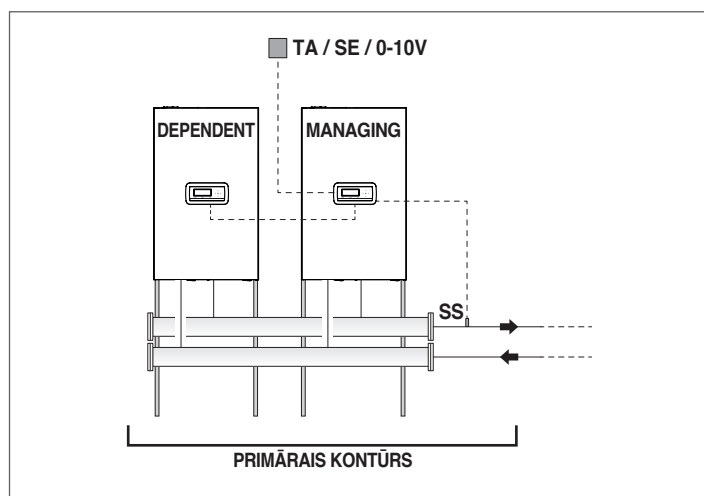 TA / SE / 0-10V
DEPENDENT
MANAGING
SS
PRIMĀRAIS KONTŪRS